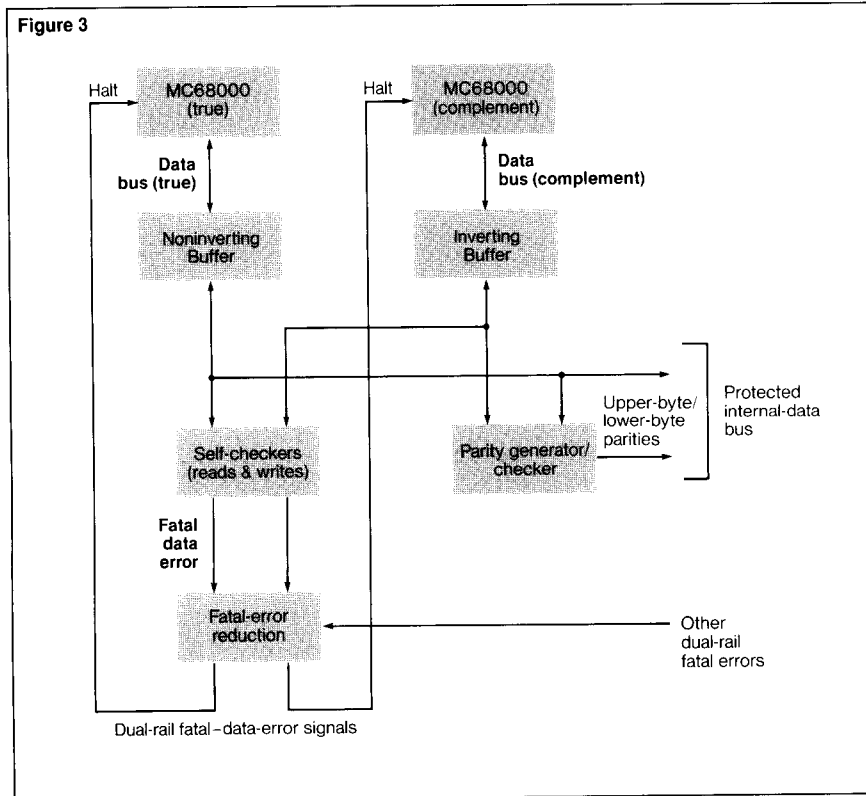 Figure 3
Halt
MC68000
(true)
Halt
MC68000
(complement)
Data
bus (true)
Data
bus (complement)
Noninverting
Buffer
Inverting
Buffer
Upper-byte/
lower-byte
parities
Protected
internal-data
bus
Self-checkers
(reads & writes)
Parity generator/
checker
Fatal
data
error
Fatal-error
reduction
Other
dual-rail
fatal errors
Dual-rail fatal–data-error signals